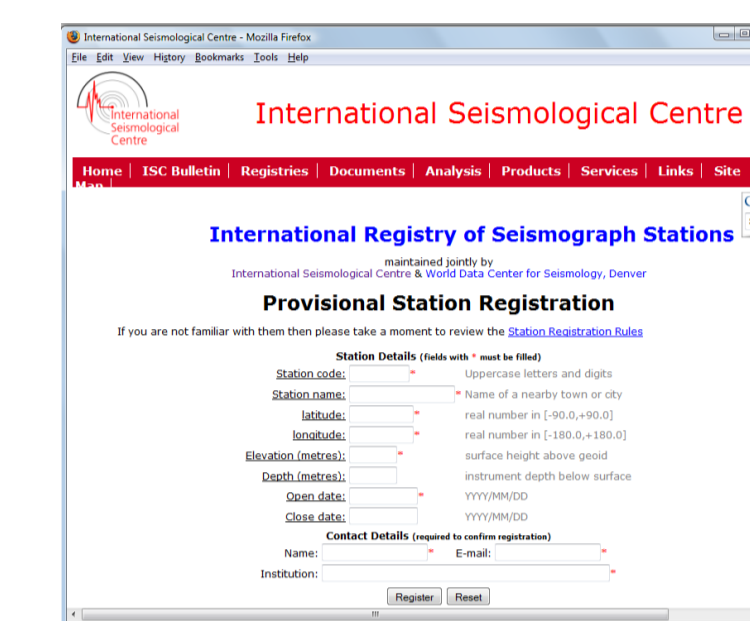 International Seismological Centre - Mozilla Firefox
File Edit View History Bookmarks Tools Help
International
Seismological
Centre
International Seismological Centre
Home | ISC Bulletin | Registries | Documents | Analysis | Products | Services | Links | Site
Map |
International Registry of Seismograph Stations
maintained jointly by
International Seismological Centre & World Data Center for Seismology, Denver
Provisional Station Registration
If you are not familiar with them then please take a moment to review the Station Registration Rules
Station Details (fields with * must be filled)
Station code: * Uppercase letters and digits
Station name: * Name of a nearby town or city
latitude: * real number in [-90.0,+90.0]
longitude: * real number in [-180.0,+180.0]
Elevation (metres): * surface height above geoid
Depth (metres): instrument depth below surface
Open date: * YYYY/MM/DD
Close date: YYYY/MM/DD
Contact Details (required to confirm registration)
Name: * E-mail: *
Institution: *
Register Reset